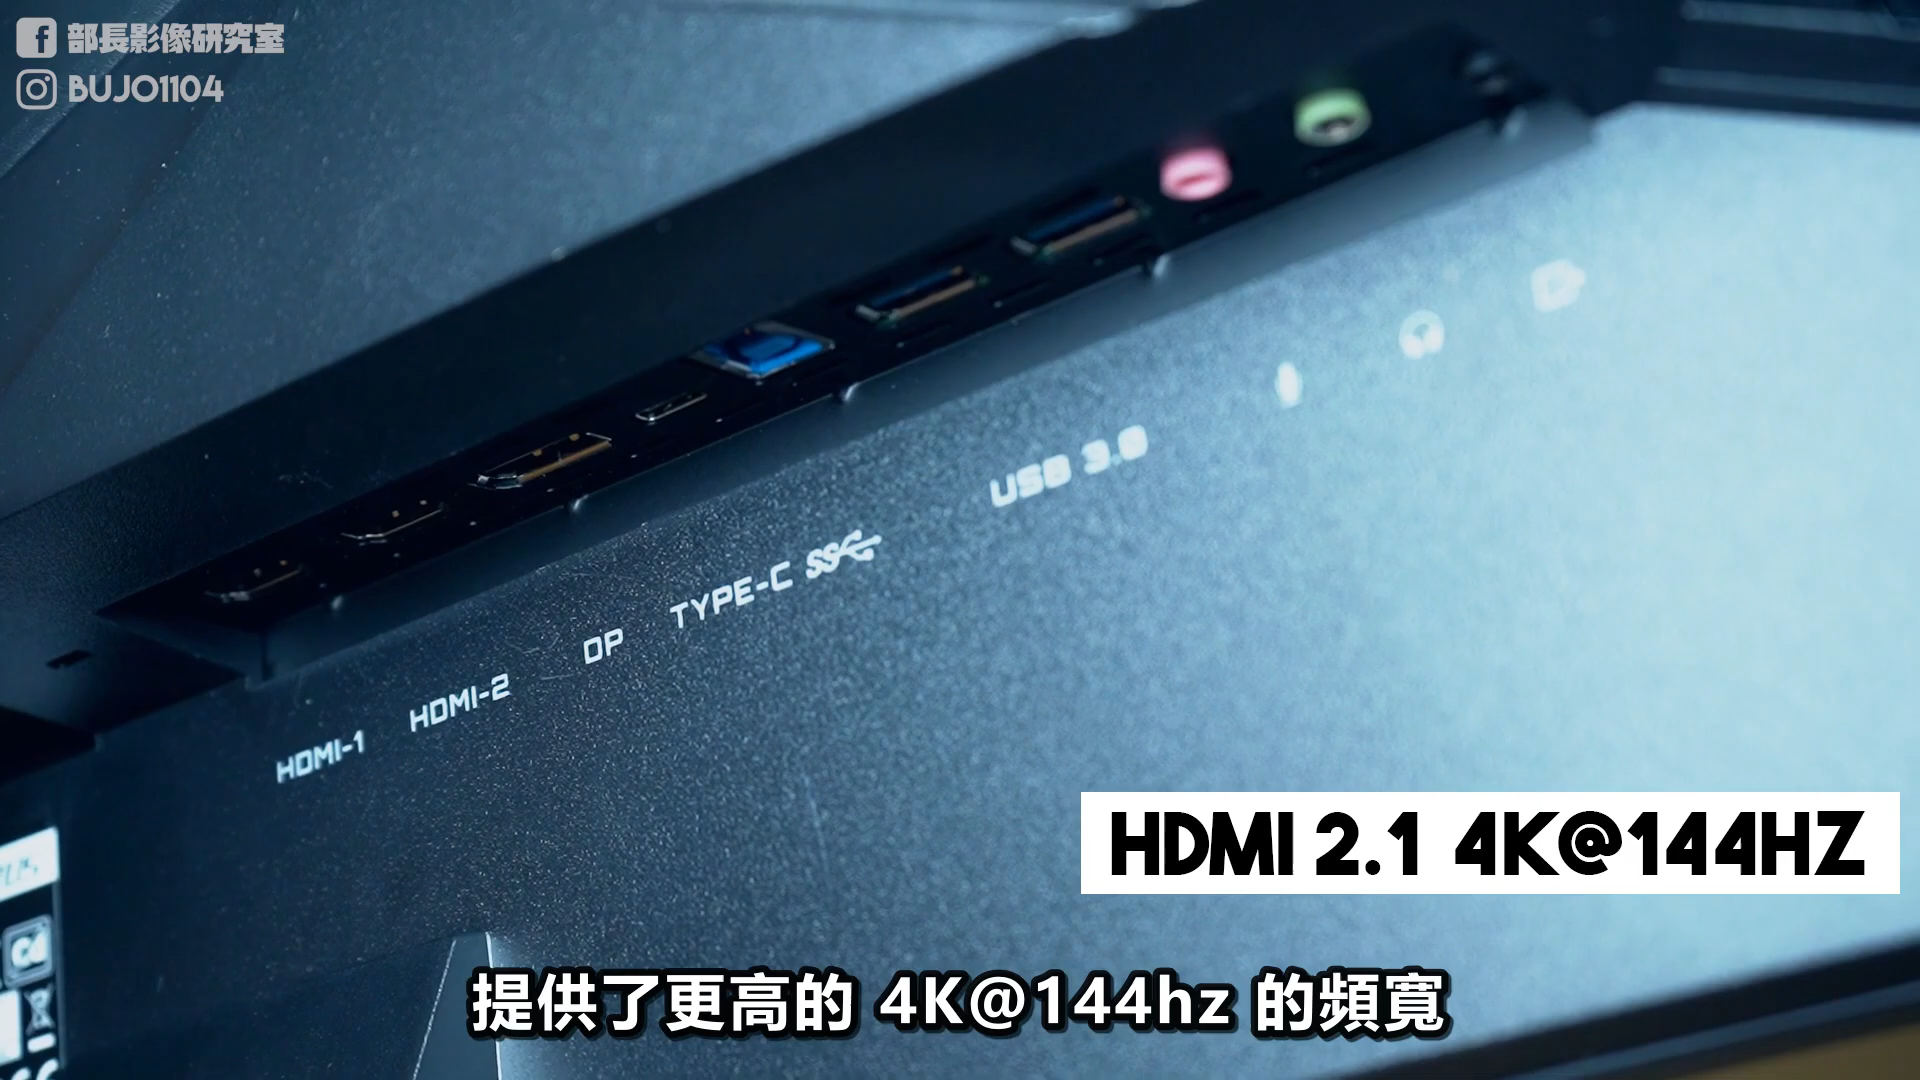 部長影像研究室
BUJO1104
HDMI-1
HDMI-2
DP
TYPE-C
USB 3.0
HDMI 2.1 4K@144HZ
提供了更高的 4K@144hz 的頻寬